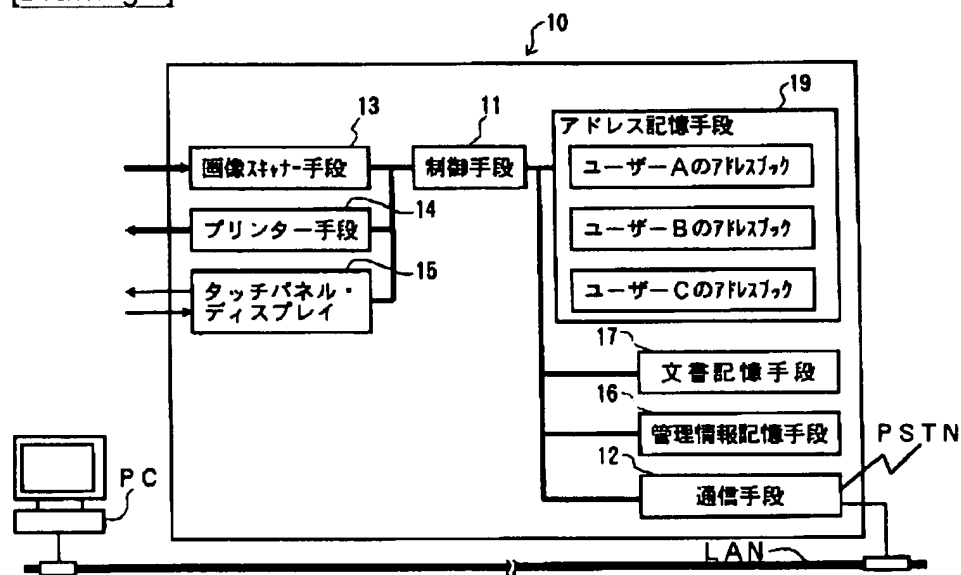 10
19
13
11
アドレス記憶手段
画像スキャナー手段
制御手段
ユーザーAのアドレスブック
14
プリンター手段
ユーザーBのアドレスブック
15
タッチパネル・
ディスプレイ
ユーザーCのアドレスブック
17
文書記憶手段
16
管理情報記憶手段
PSTN
12
通信手段
PC
LAN